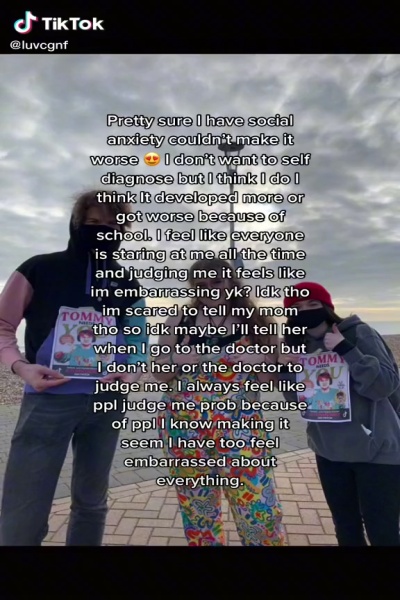 TikTok
@luvcgnf
Pretty sure I have social
anxiety couldn't make it
worse 😍 I don't want to self
diagnose but I think I do I
think It developed more or
got worse because of
school. I feel like everyone
is staring at me all the time
and judging me it feels like
im embarrassing yk? Idk tho
im scared to tell my mom
tho so idk maybe I'll tell her
when I go to the doctor but
I don't her or the doctor to
judge me. I always feel like
ppl judge me prob because
of ppl I know making it
seem I have too feel
embarrassed about
everything.
TOMMY
TOMMY